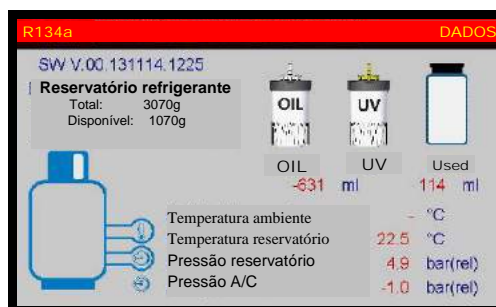 R134a DADOS
SW V.00.131114.1225
Reservatório refrigerante
Total: 3070g
Disponível: 1070g
OIL UV
OIL UV Used
-631 ml 114 ml
Temperatura ambiente - °C
Temperatura reservatório 22.5 °C
Pressão reservatório 4.9 bar(rel)
Pressão A/C -1.0 bar(rel)